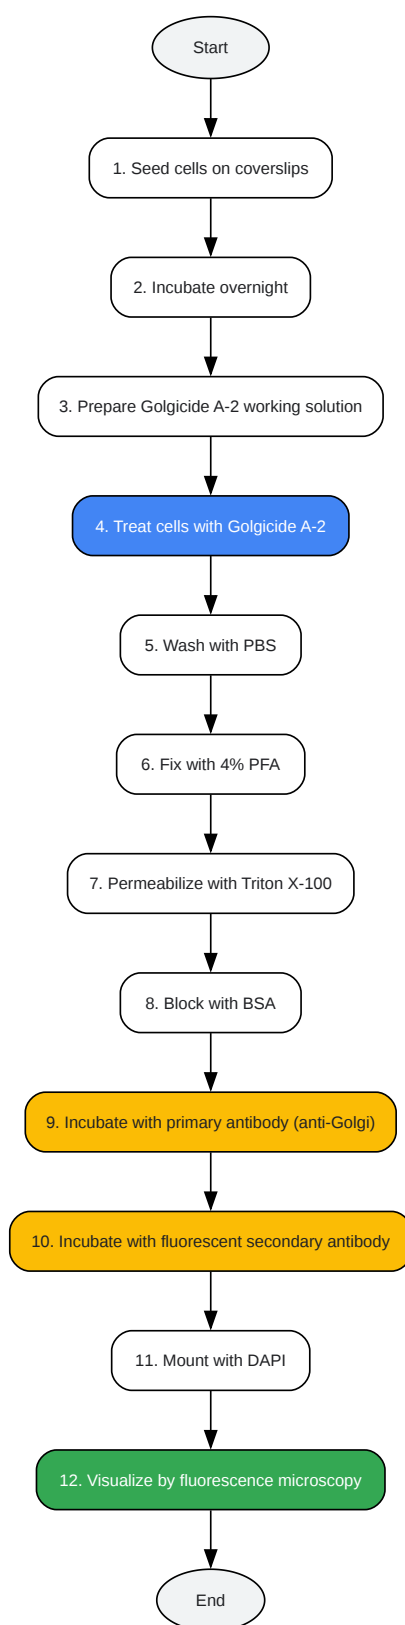 Start
1. Seed cells on coverslips
2. Incubate overnight
3. Prepare Golgicide A-2 working solution
4. Treat cells with Golgicide A-2
5. Wash with PBS
6. Fix with 4% PFA
7. Permeabilize with Triton X-100
8. Block with BSA
9. Incubate with primary antibody (anti-Golgi)
10. Incubate with fluorescent secondary antibody
11. Mount with DAPI
12. Visualize by fluorescence microscopy
End